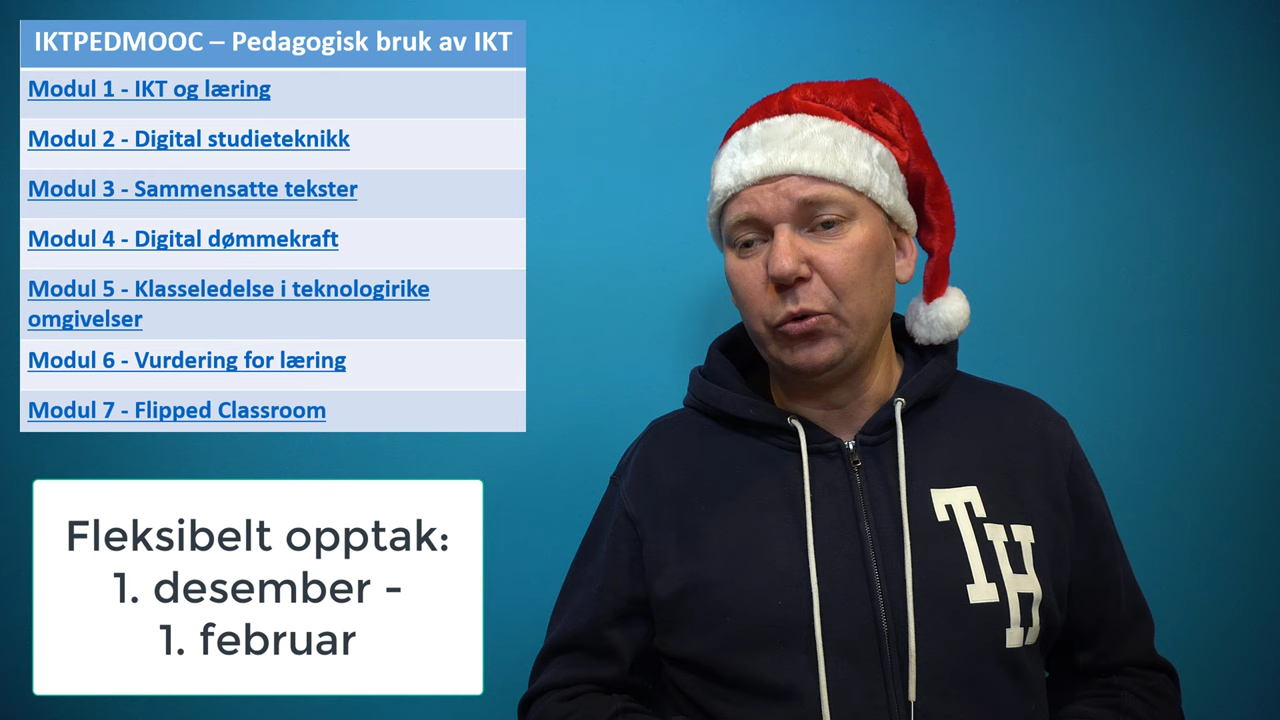 IKTPEDMOOC – Pedagogisk bruk av IKT
Modul 1 - IKT og læring
Modul 2 - Digital studieteknikk
Modul 3 - Sammensatte tekster
Modul 4 - Digital dømmekraft
Modul 5 - Klasseledelse i teknologirike
omgivelser
Modul 6 - Vurdering for læring
Modul 7 - Flipped Classroom
Fleksibelt opptak:
1. desember -
1. februar
TH